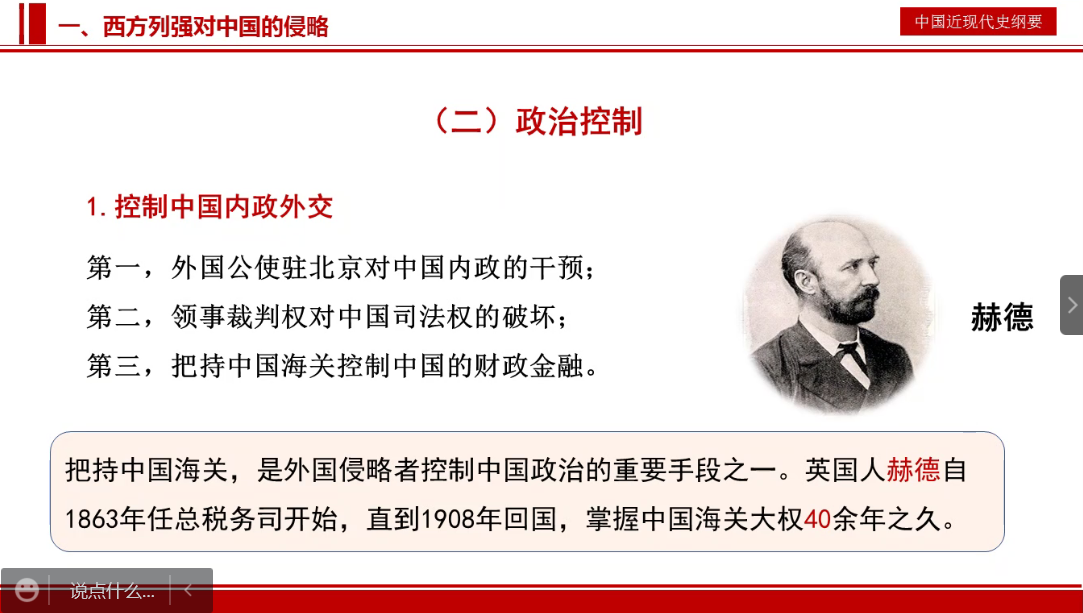 一、西方列强对中国的侵略
中国近现代史纲要
（二）政治控制
1.控制中国内政外交
第一，外国公使驻北京对中国内政的干预；
第二，领事裁判权对中国司法权的破坏；
第三，把持中国海关控制中国的财政金融。
赫德
把持中国海关，是外国侵略者控制中国政治的重要手段之一。英国人赫德自
1863年任总税务司开始，直到1908年回国，掌握中国海关大权40余年之久。
说点什么...